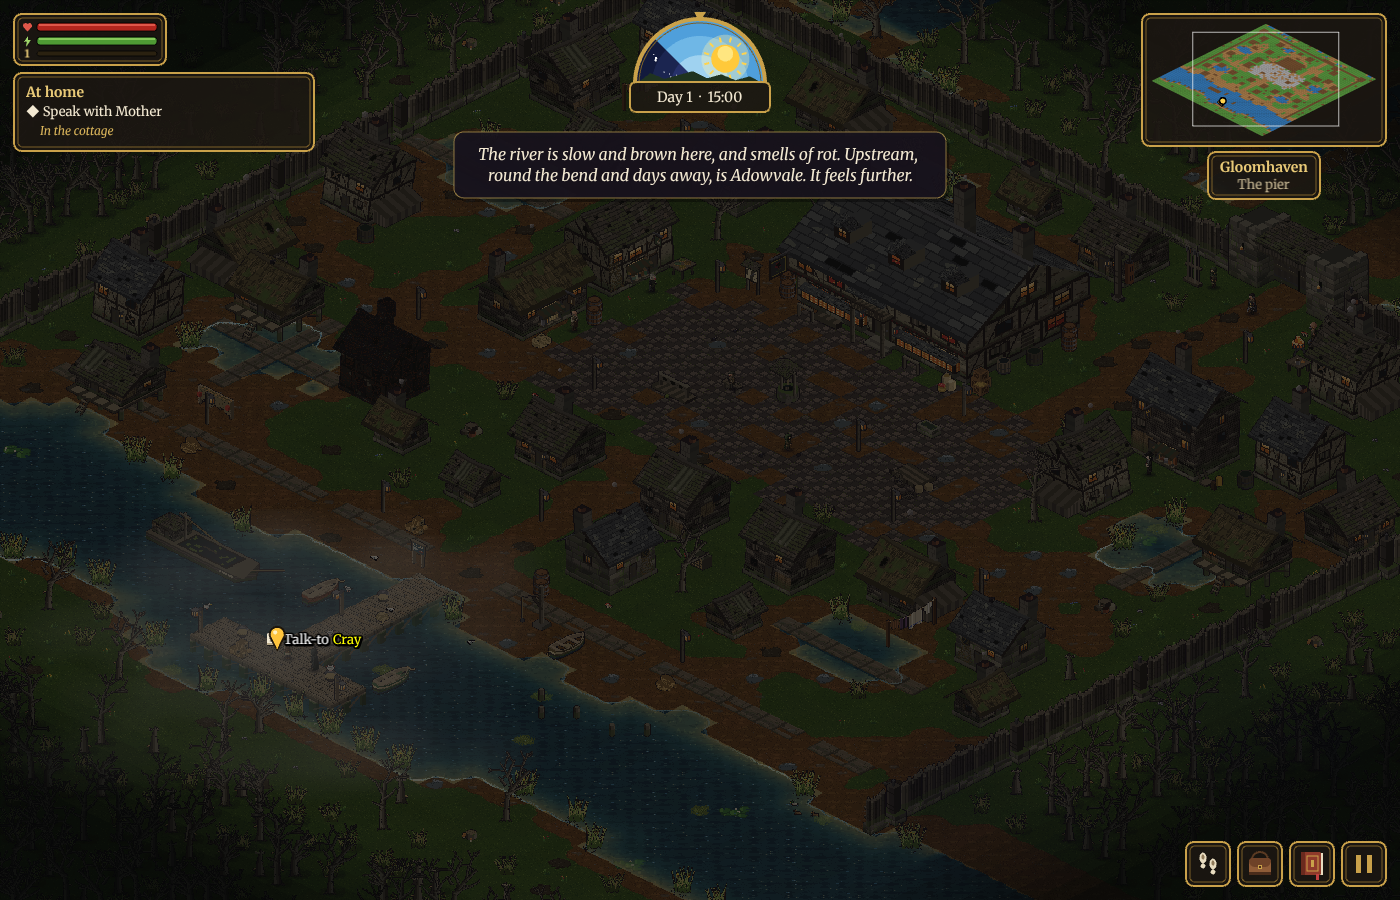 1
At home
◆ Speak with Mother
In the cottage
Day 1 · 15:00
The river is slow and brown here, and smells of rot. Upstream,
round the bend and days away, is Adowvale. It feels further.
Gloomhaven
The pier
Talk-to Cray